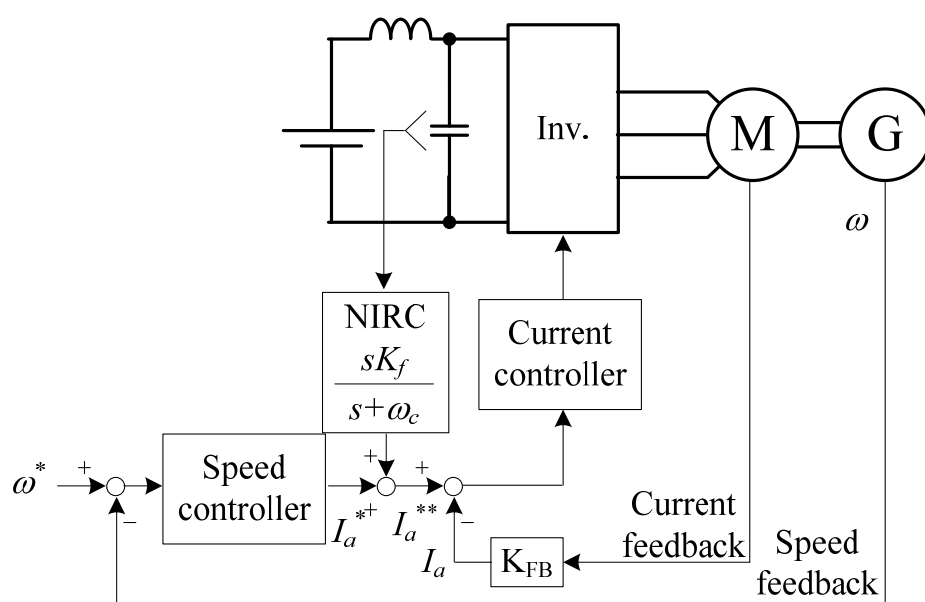 Inv.
M
G
ω
NIRC
sK_f
s+ω_c
Current
controller
ω*
+
−
Speed
controller
I_a*
+
+
I_a**
+
−
I_a
K_FB
Current
feedback
Speed
feedback